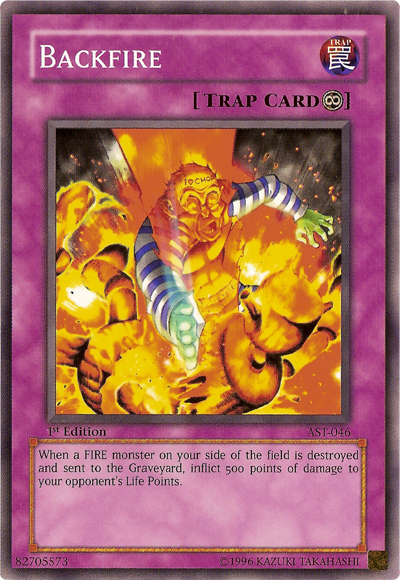 BACKFIRE
TRAP
罠
[TRAP CARD∞]
I ♡ CHOP
1st Edition
AST-046
When a FIRE monster on your side of the field is destroyed
and sent to the Graveyard, inflict 500 points of damage to
your opponent's Life Points.
82705573
©1996 KAZUKI TAKAHASHI